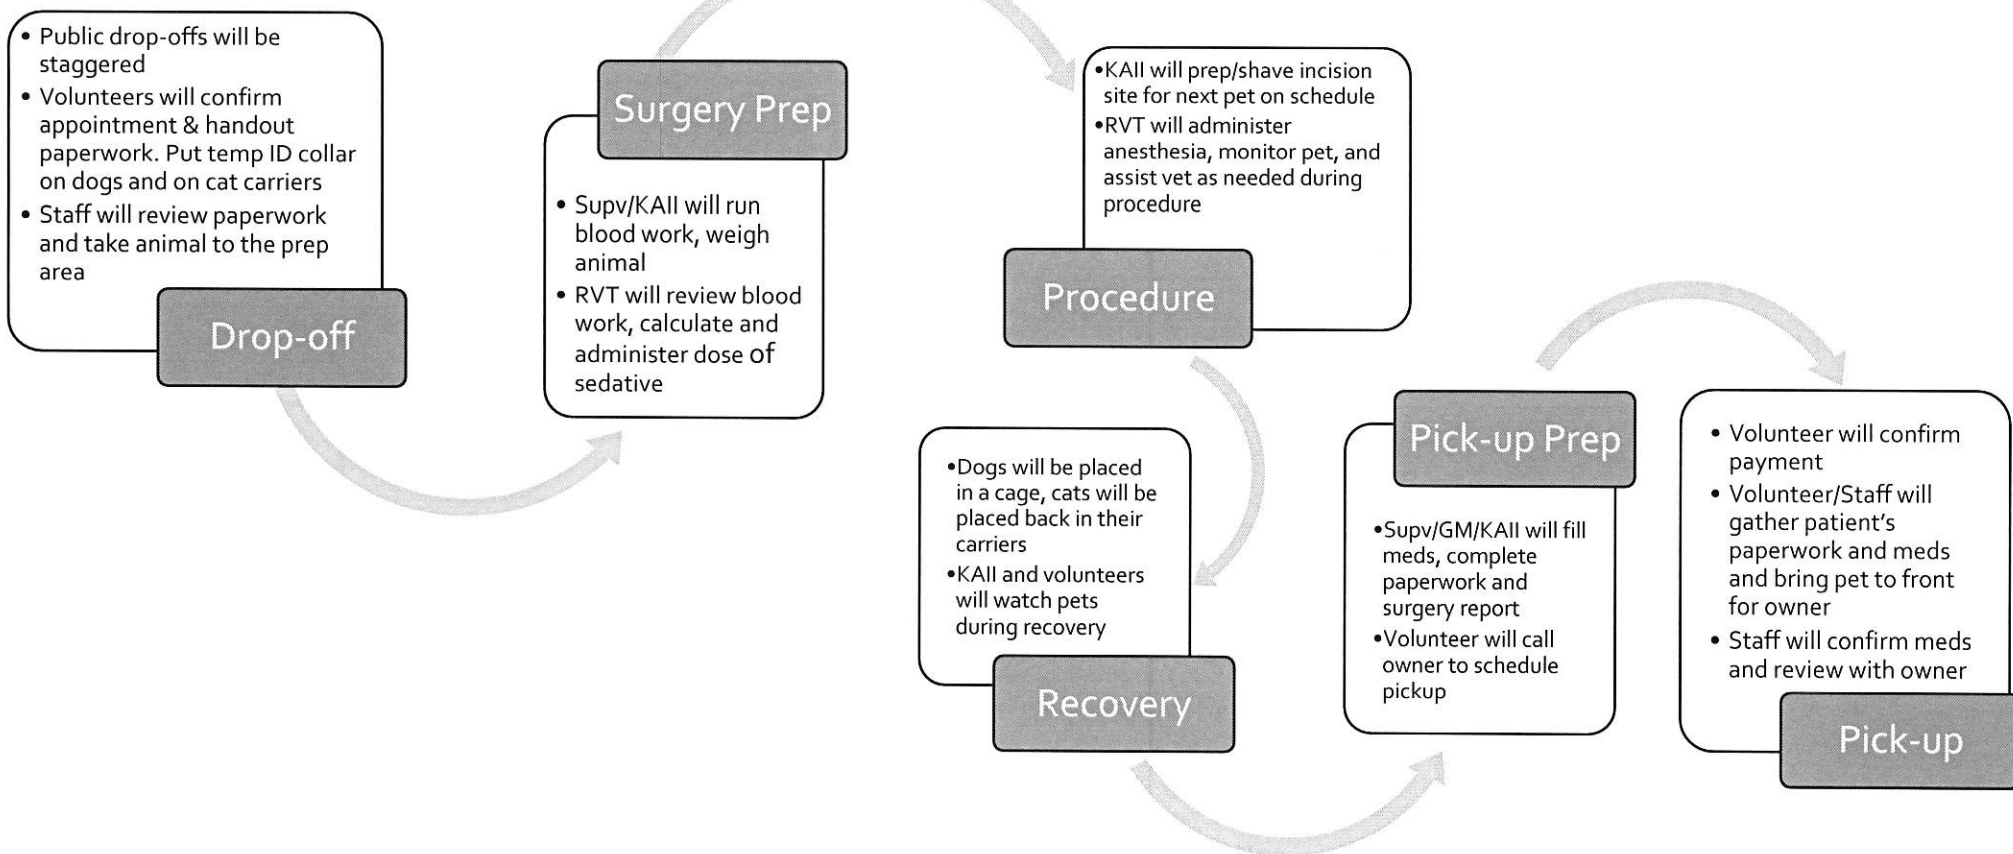 • Public drop-offs will be
staggered
• Volunteers will confirm
appointment & handout
paperwork. Put temp ID collar
on dogs and on cat carriers
• Staff will review paperwork
and take animal to the prep
area
Drop-off
Surgery Prep
• Supv/KAII will run
blood work, weigh
animal
• RVT will review blood
work, calculate and
administer dose of
sedative
•KAII will prep/shave incision
site for next pet on schedule
•RVT will administer
anesthesia, monitor pet, and
assist vet as needed during
procedure
Procedure
•Dogs will be placed
in a cage, cats will be
placed back in their
carriers
•KAII and volunteers
will watch pets
during recovery
Recovery
Pick-up Prep
•Supv/GM/KAII will fill
meds, complete
paperwork and
surgery report
•Volunteer will call
owner to schedule
pickup
• Volunteer will confirm
payment
• Volunteer/Staff will
gather patient's
paperwork and meds
and bring pet to front
for owner
• Staff will confirm meds
and review with owner
Pick-up